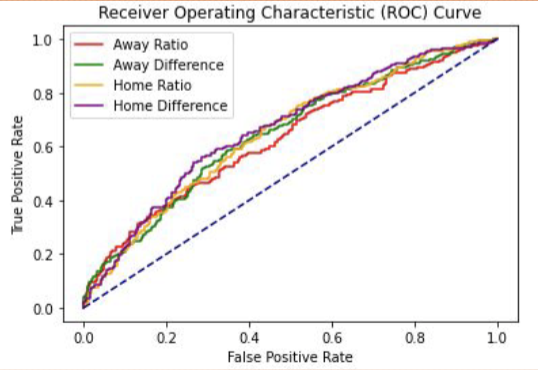 Receiver Operating Characteristic (ROC) Curve
1.0
0.8
0.6
0.4
0.2
0.0
True Positive Rate
Away Ratio
Away Difference
Home Ratio
Home Difference
0.0 0.2 0.4 0.6 0.8 1.0
False Positive Rate